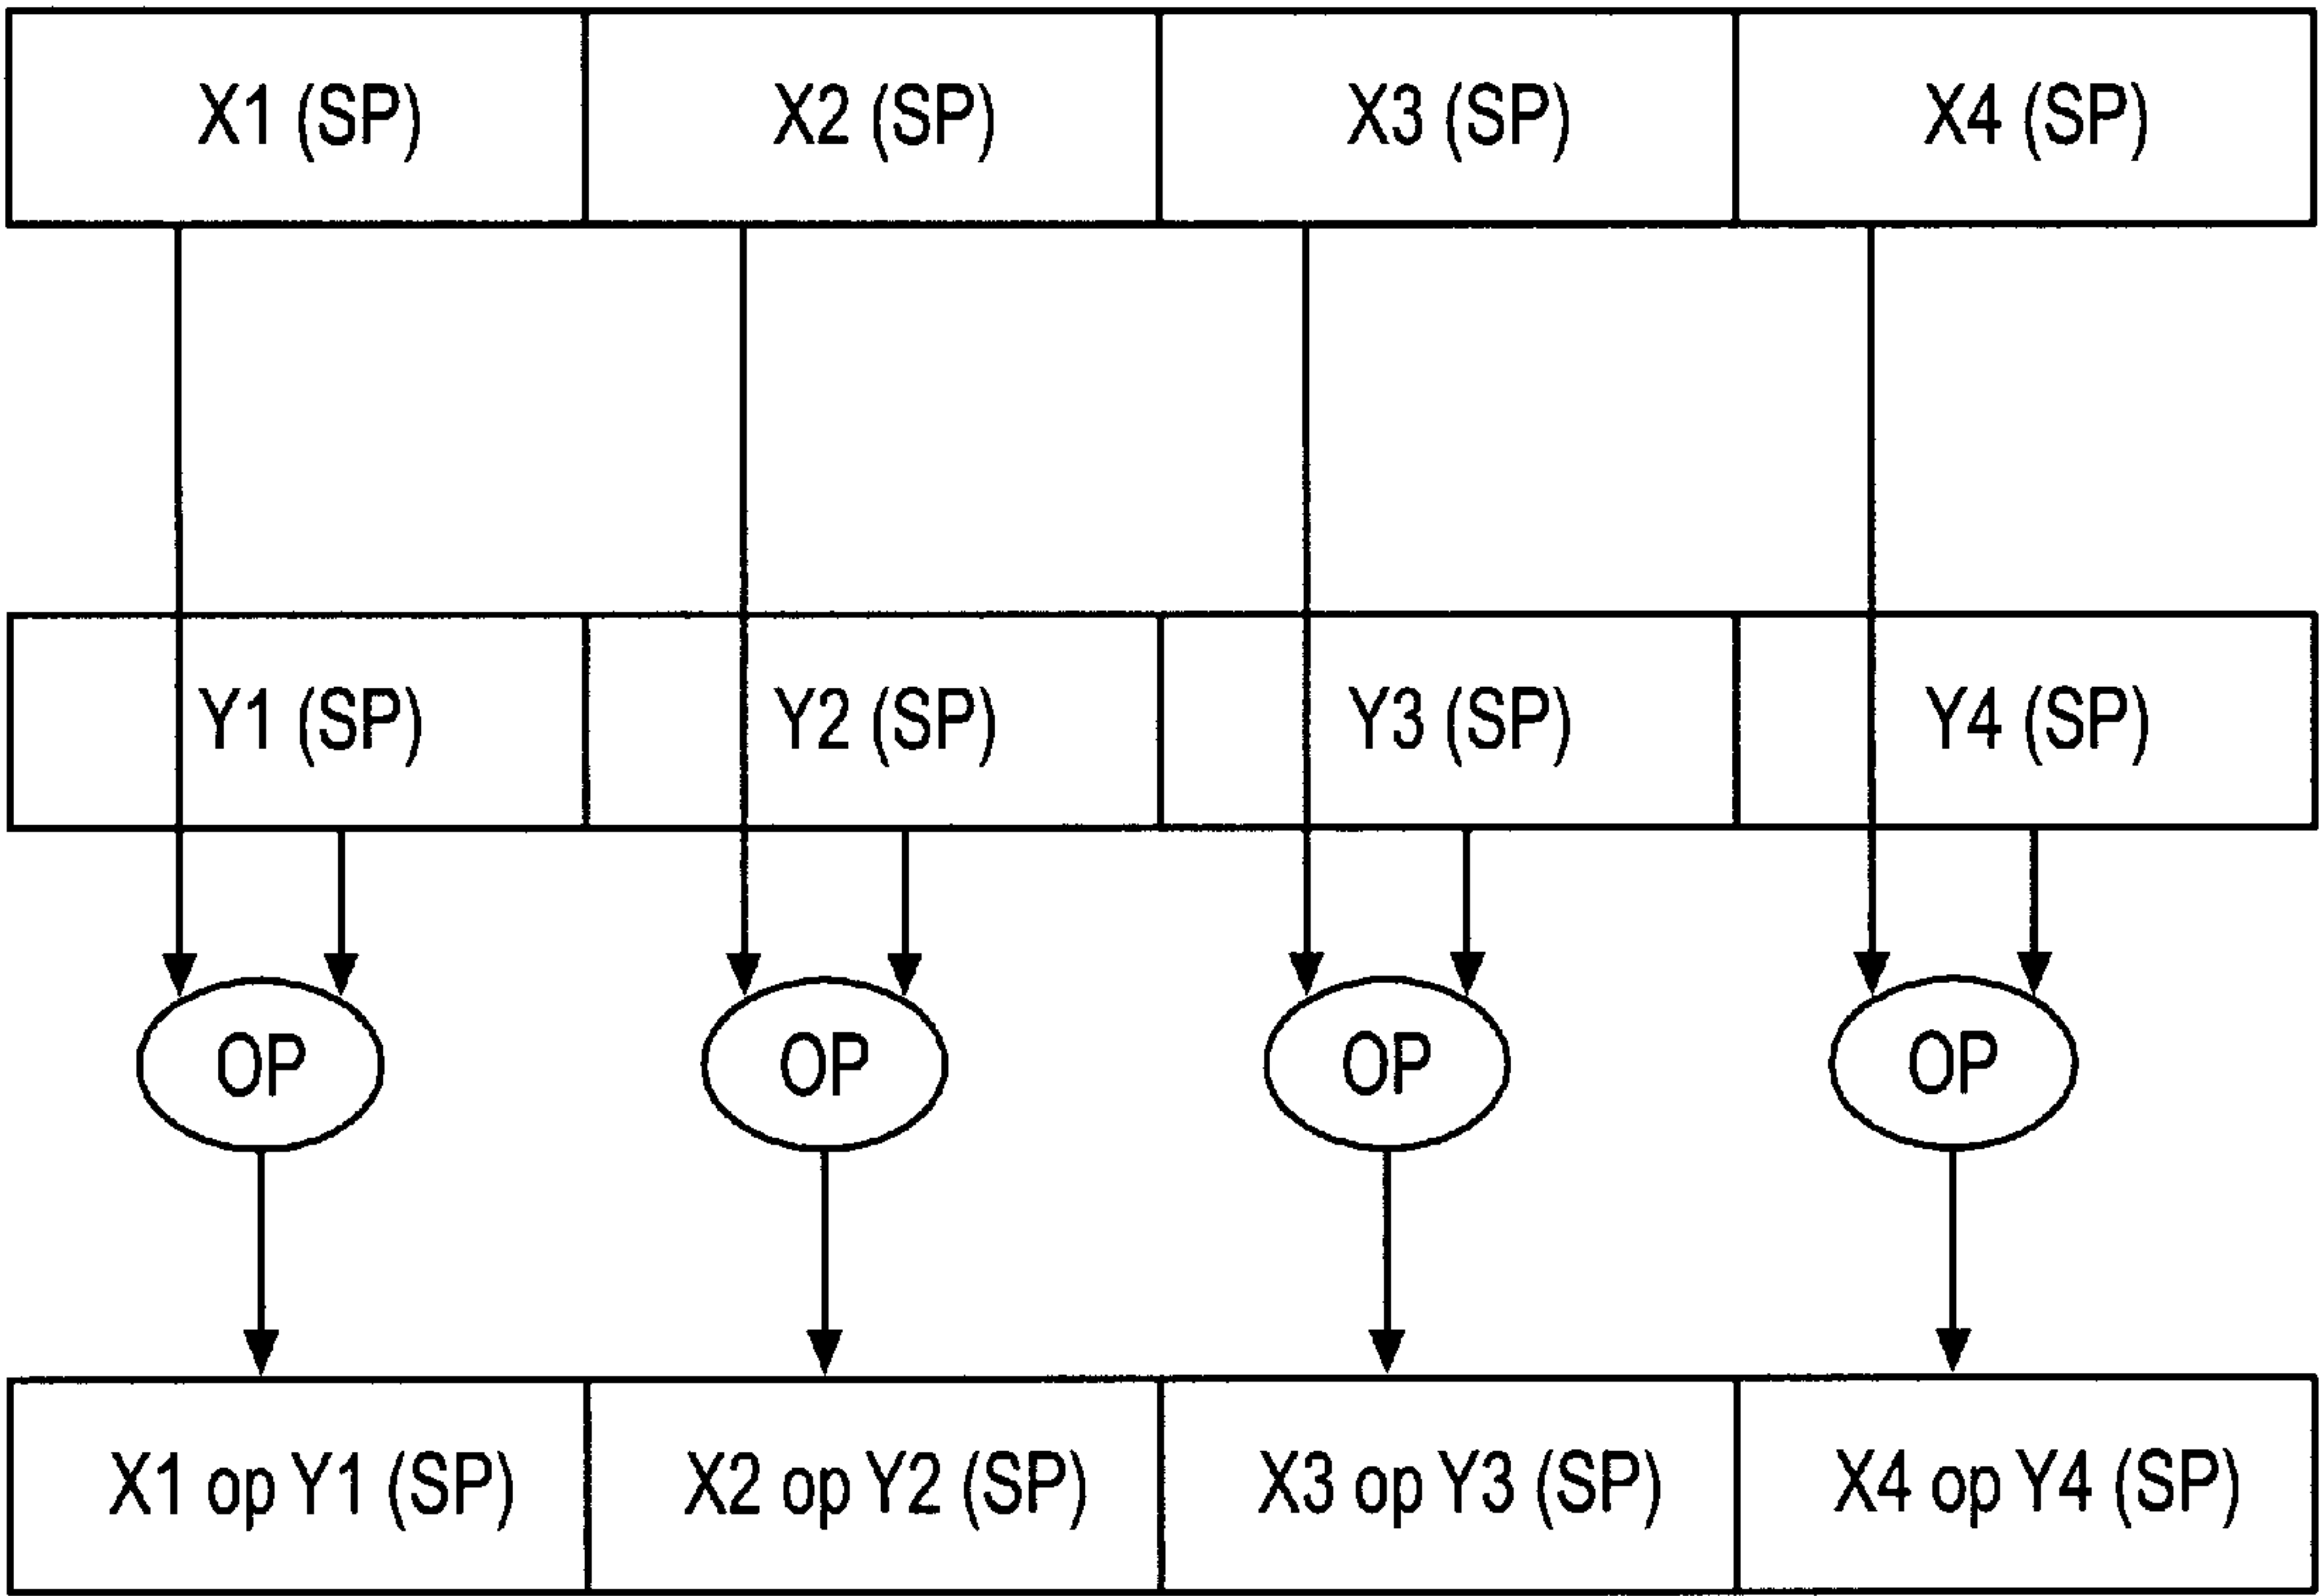 X1 (SP) X2 (SP) X3 (SP) X4 (SP)
Y1 (SP) Y2 (SP) Y3 (SP) Y4 (SP)
OP OP OP OP
X1 op Y1 (SP) X2 op Y2 (SP) X3 op Y3 (SP) X4 op Y4 (SP)